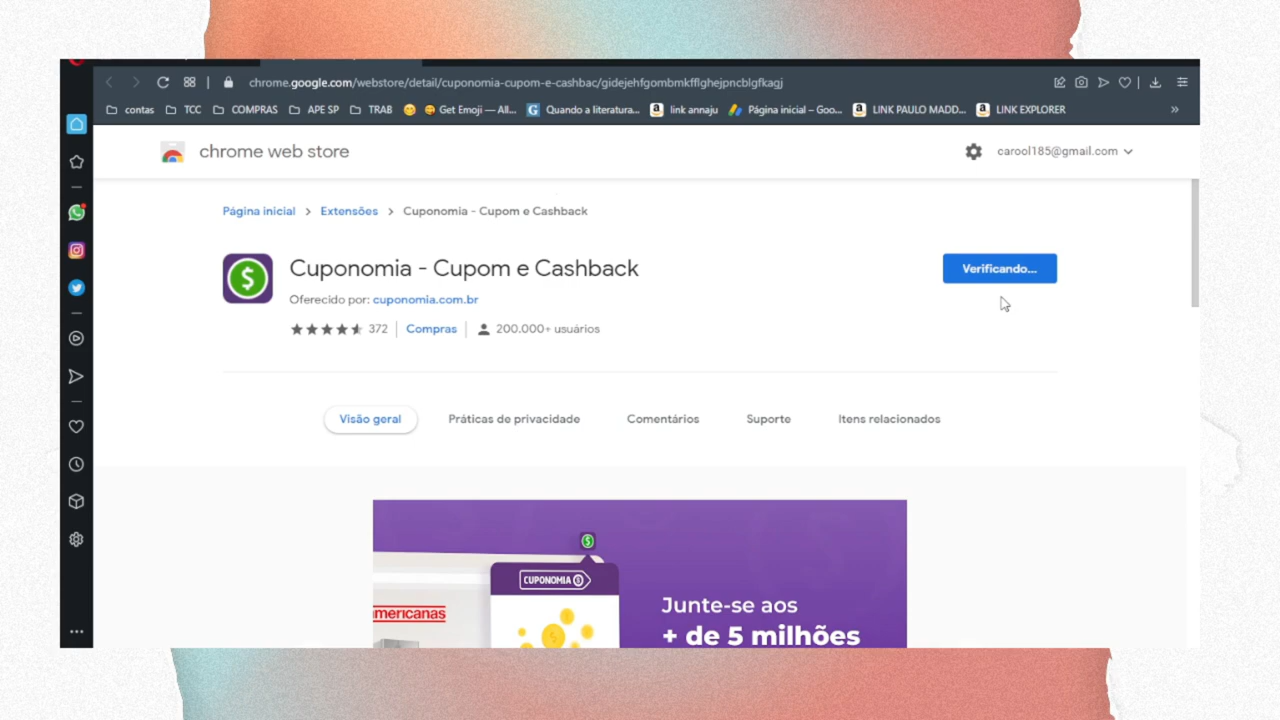 chrome.google.com/webstore/detail/cuponomia-cupom-e-cashbac/gidejehfgombmkfflghejpncblgfkagj
contas TCC COMPRAS APE SP TRAB Get Emoji — All... Quando a literatura... link annaju Página inicial – Goo... LINK PAULO MADD... LINK EXPLORER »
chrome web store carool185@gmail.com
Página inicial > Extensões > Cuponomia - Cupom e Cashback
Cuponomia - Cupom e Cashback
Verificando...
Oferecido por: cuponomia.com.br
372 Compras 200.000+ usuários
Visão geral Práticas de privacidade Comentários Suporte Itens relacionados
CUPONOMIA
mericanas
Junte-se aos
+ de 5 milhões